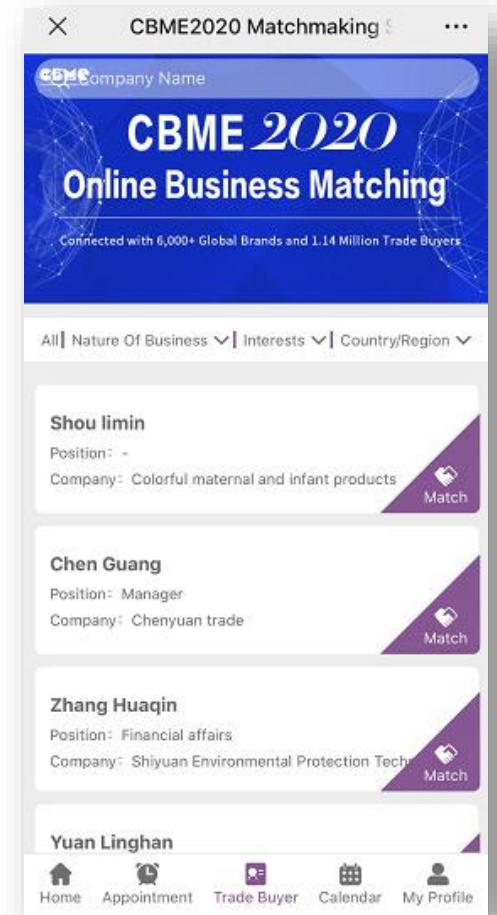 CBME2020 Matchmaking
CBME
Company Name
CBME 2020
Online Business Matching
Connected with 6,000+ Global Brands and 1.14 Million Trade Buyers
All Nature Of Business Interests Country/Region
Shou limin
Position: -
Company: Colorful maternal and infant products
Match
Chen Guang
Position: Manager
Company: Chenyuan trade
Match
Zhang Huaqin
Position: Financial affairs
Company: Shiyuan Environmental Protection
Match
Yuan Linghan
Home Appointment Trade Buyer Calendar My Profile